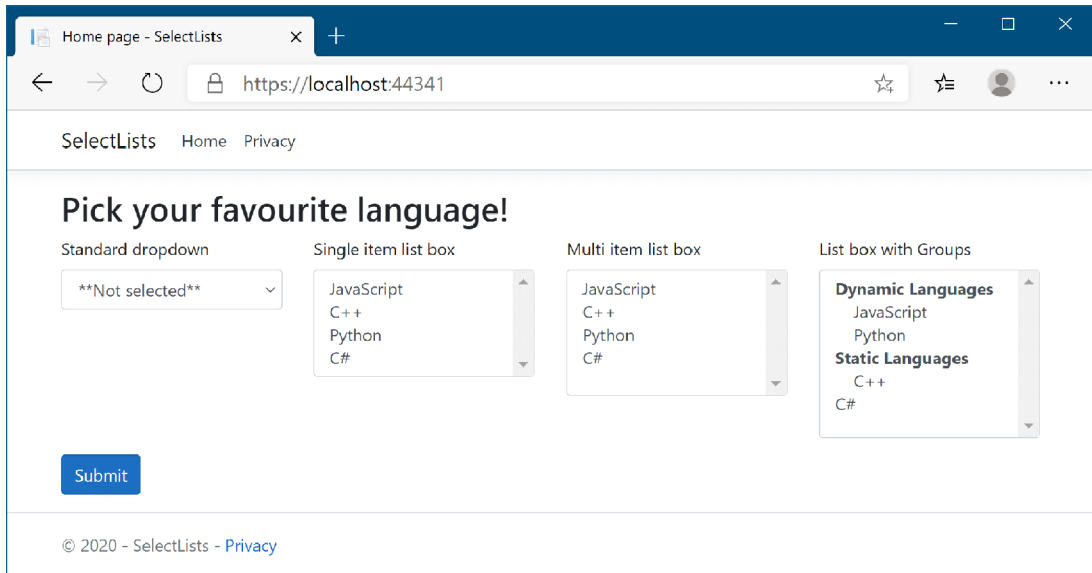 Home page - SelectLists
https://localhost:44341
SelectLists Home Privacy
Pick your favourite language!
Standard dropdown
**Not selected**
Single item list box
JavaScript
C++
Python
C#
Multi item list box
JavaScript
C++
Python
C#
List box with Groups
Dynamic Languages
JavaScript
Python
Static Languages
C++
C#
Submit
© 2020 - SelectLists - Privacy